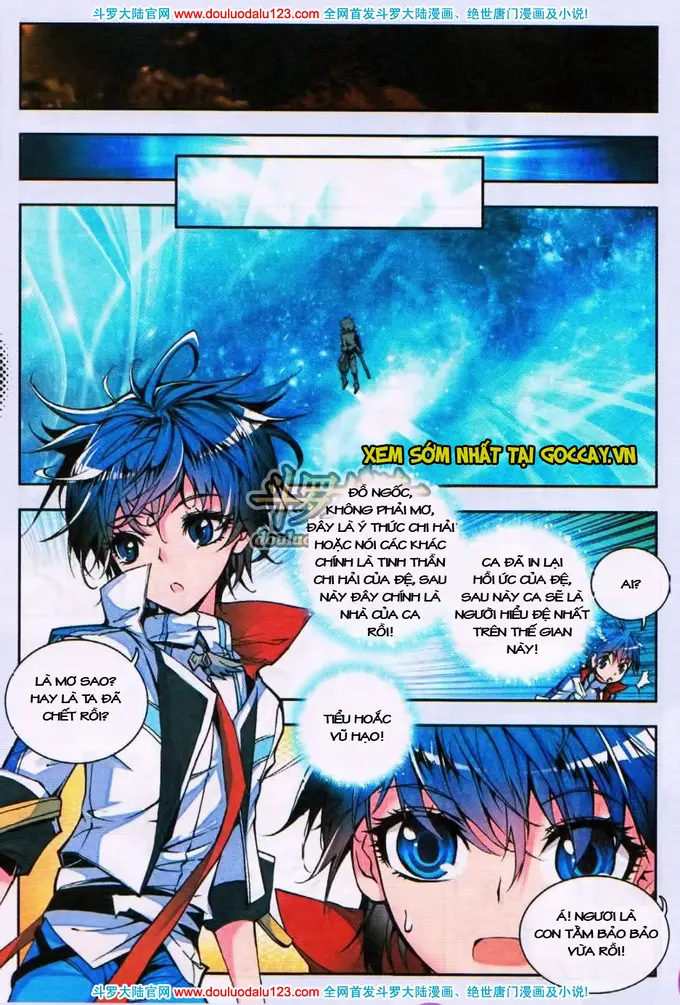 斗罗大陆官网 www.douluodalu123.com 全网首发斗罗大陆漫画、绝世唐门漫画及小说!
XEM SỚM NHẤT TẠI GOCCAY.VN
斗罗
doulu
ĐỒ NGỐC,
KHÔNG PHẢI MƠ,
ĐÂY LÀ Ý THỨC CHI HẢI
HOẶC NÓI CÁC KHÁC
CHÍNH LÀ TINH THẦN
CHI HẢI CỦA ĐỆ, SAU
NÀY ĐÂY CHÍNH LÀ
NHÀ CỦA CA
RỒI!
CA ĐÃ IN LẠI
HỒI ỨC CỦA ĐỆ,
SAU NÀY CA SẼ LÀ
NGƯỜI HIỂU ĐỆ NHẤT
TRÊN THẾ GIAN
NÀY!
AI?
LÀ MƠ SAO?
HAY LÀ TA ĐÃ
CHẾT RỒI?
TIỂU HOẮC
VŨ HẠO!
Á! NGƯƠI LÀ
CON TẰM BẢO BẢO
VỪA RỒI!
斗罗大陆官网 www.douluodalu123.com 全网首发斗罗大陆漫画、绝世唐门漫画及小说!